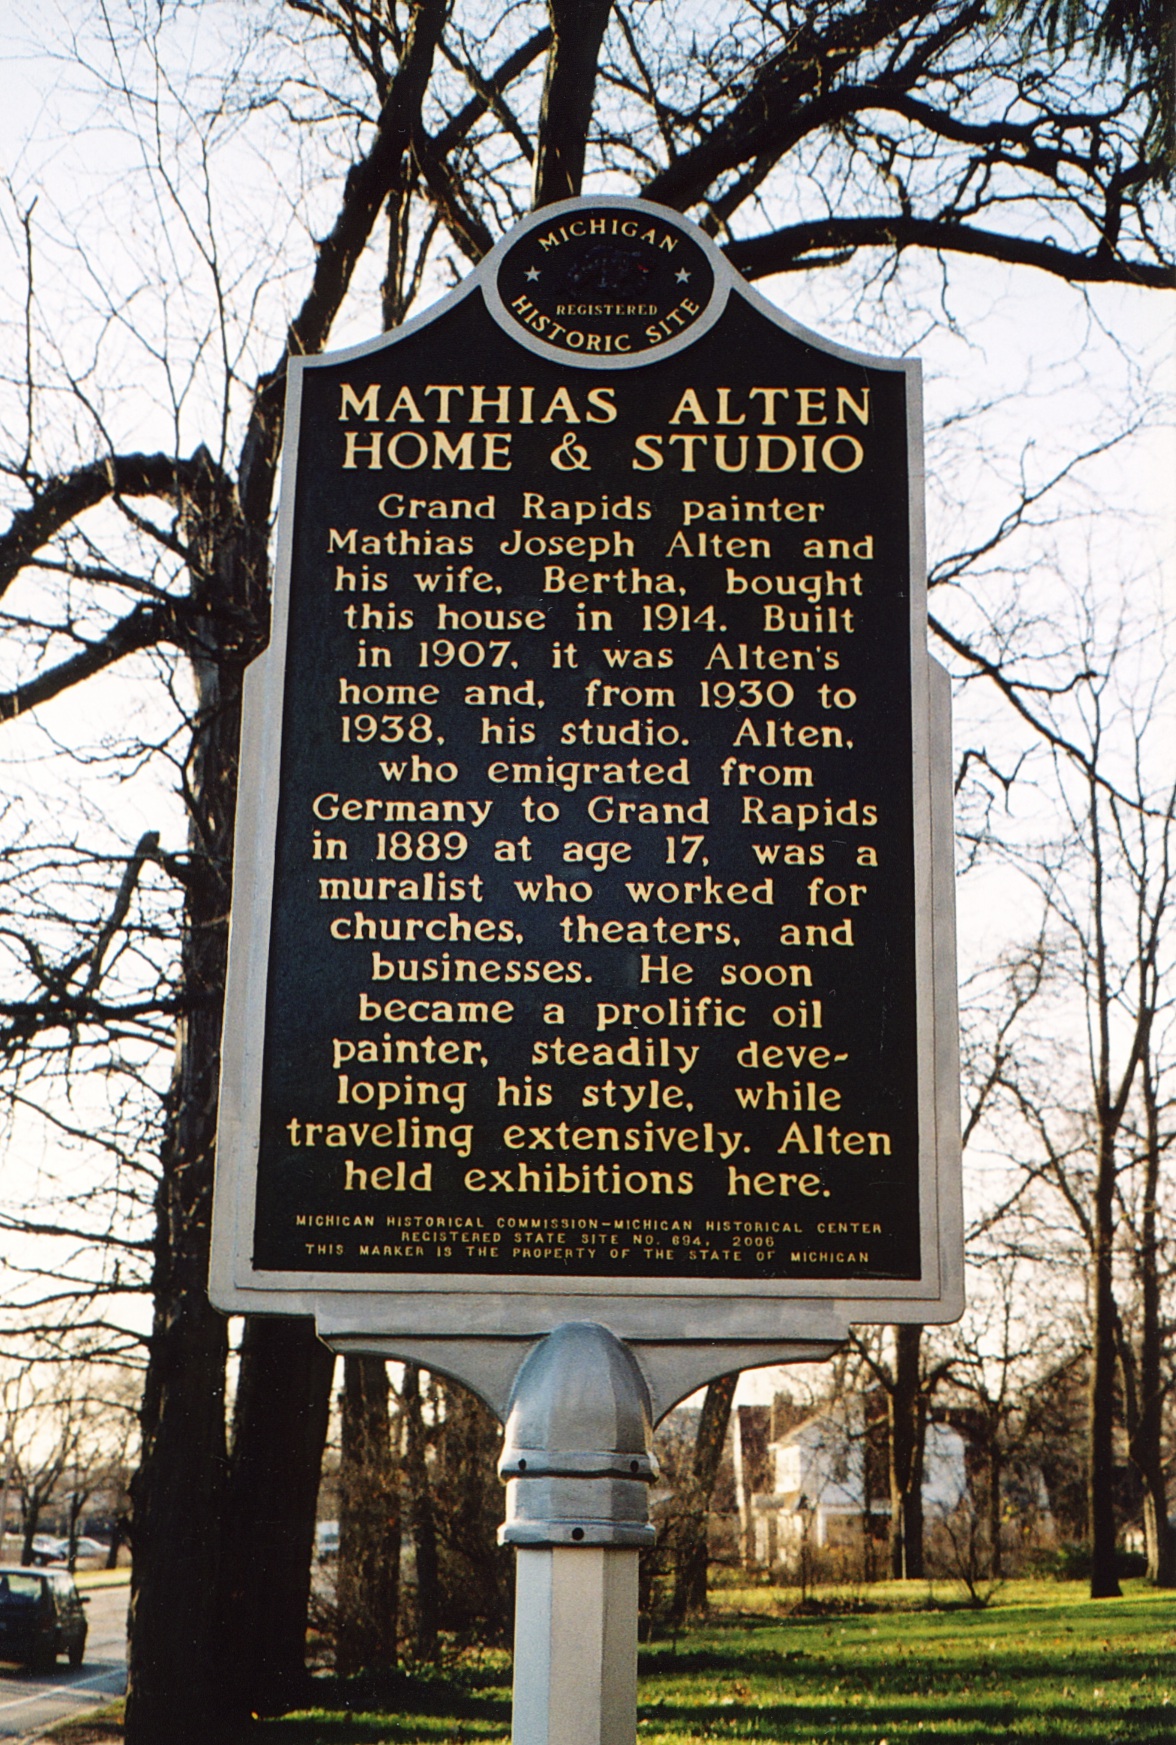 MICHIGAN
REGISTERED
HISTORIC SITE
MATHIAS ALTEN
HOME & STUDIO
Grand Rapids painter
Mathias Joseph Alten and
his wife, Bertha, bought
this house in 1914. Built
in 1907, it was Alten's
home and, from 1930 to
1938, his studio. Alten,
who emigrated from
Germany to Grand Rapids
in 1889 at age 17, was a
muralist who worked for
churches, theaters, and
businesses. He soon
became a prolific oil
painter, steadily deve-
loping his style, while
traveling extensively. Alten
held exhibitions here.
MICHIGAN HISTORICAL COMMISSION-MICHIGAN HISTORICAL CENTER
REGISTERED STATE SITE NO. 694, 2006
THIS MARKER IS THE PROPERTY OF THE STATE OF MICHIGAN